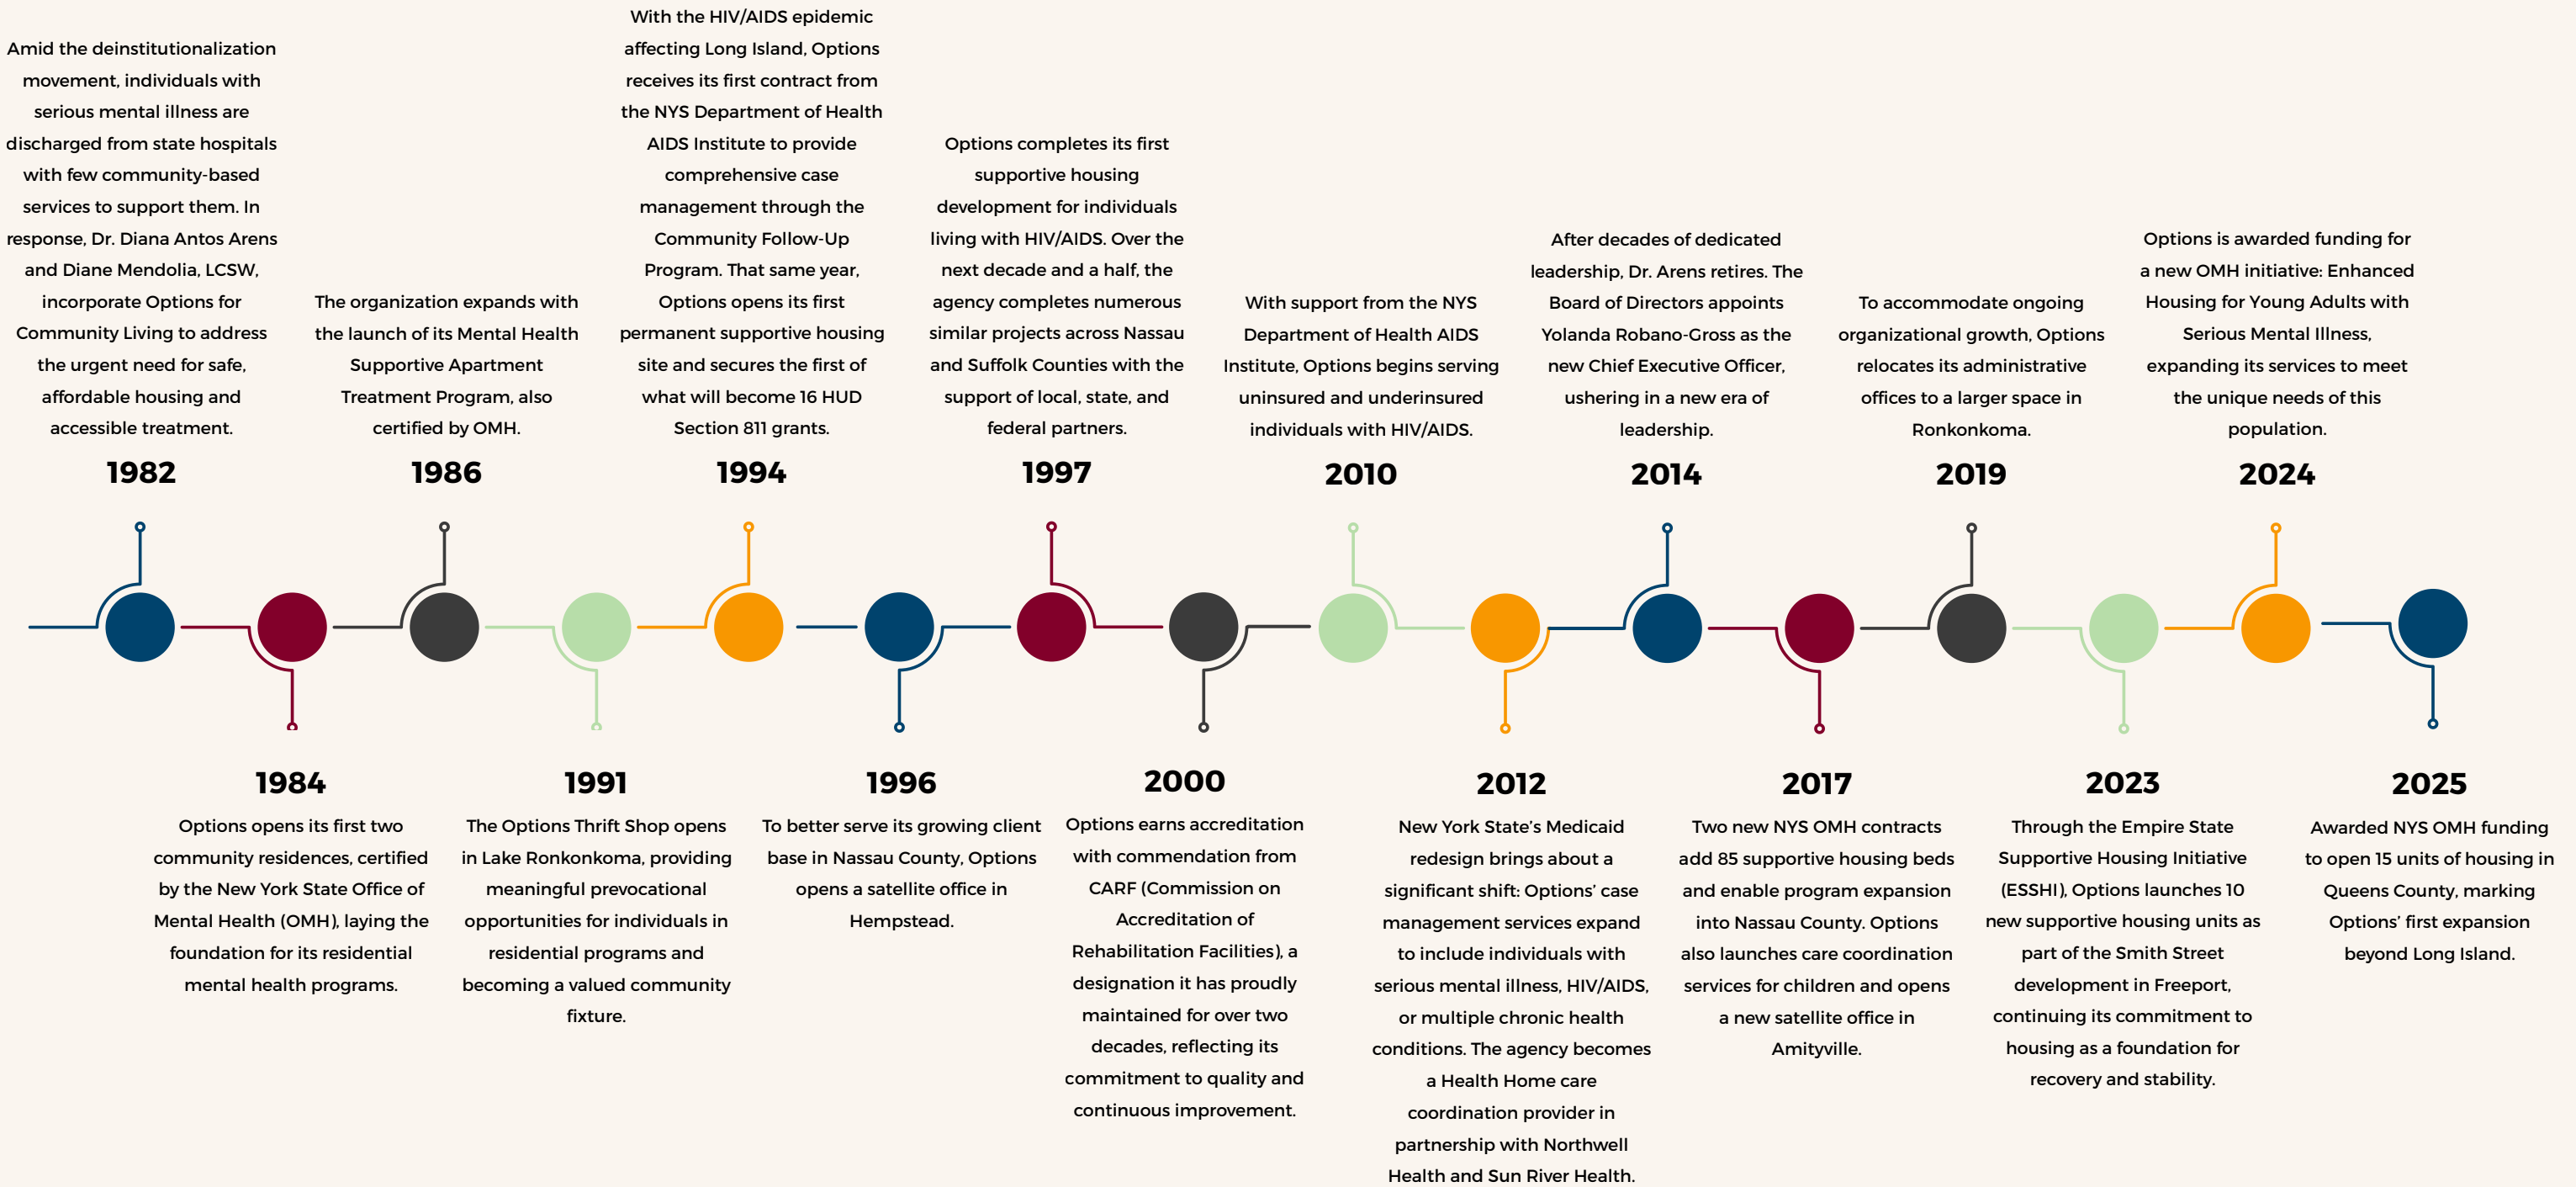 Amid the deinstitutionalization
movement, individuals with
serious mental illness are
discharged from state hospitals
with few community-based
services to support them. In
response, Dr. Diana Antos Arens
and Diane Mendolia, LCSW,
incorporate Options for
Community Living to address
the urgent need for safe,
affordable housing and
accessible treatment.
1982
Options opens its first two
community residences, certified
by the New York State Office of
Mental Health (OMH), laying the
foundation for its residential
mental health programs.
1984
The organization expands with
the launch of its Mental Health
Supportive Apartment
Treatment Program, also
certified by OMH.
1986
1991
The Options Thrift Shop opens
in Lake Ronkonkoma, providing
meaningful prevocational
opportunities for individuals in
residential programs and
becoming a valued community
fixture.
With the HIV/AIDS epidemic
affecting Long Island, Options
receives its first contract from
the NYS Department of Health
AIDS Institute to provide
comprehensive case
management through the
Community Follow-Up
Program. That same year,
Options opens its first
permanent supportive housing
site and secures the first of
what will become 16 HUD
Section 811 grants.
1994
1996
To better serve its growing client
base in Nassau County, Options
opens a satellite office in
Hempstead.
Options completes its first
supportive housing
development for individuals
living with HIV/AIDS. Over the
next decade and a half, the
agency completes numerous
similar projects across Nassau
and Suffolk Counties with the
support of local, state, and
federal partners.
1997
2000
Options earns accreditation
with commendation from
CARF (Commission on
Accreditation of
Rehabilitation Facilities), a
designation it has proudly
maintained for over two
decades, reflecting its
commitment to quality and
continuous improvement.
With support from the NYS
Department of Health AIDS
Institute, Options begins serving
uninsured and underinsured
individuals with HIV/AIDS.
2010
2012
New York State’s Medicaid
redesign brings about a
significant shift: Options’ case
management services expand
to include individuals with
serious mental illness, HIV/AIDS,
or multiple chronic health
conditions. The agency becomes
a Health Home care
coordination provider in
partnership with Northwell
Health and Sun River Health.
After decades of dedicated
leadership, Dr. Arens retires. The
Board of Directors appoints
Yolanda Robano-Gross as the
new Chief Executive Officer,
ushering in a new era of
leadership.
2014
2017
Two new NYS OMH contracts
add 85 supportive housing beds
and enable program expansion
into Nassau County. Options
also launches care coordination
services for children and opens
a new satellite office in
Amityville.
To accommodate ongoing
organizational growth, Options
relocates its administrative
offices to a larger space in
Ronkonkoma.
2019
2023
Through the Empire State
Supportive Housing Initiative
(ESSHI), Options launches 10
new supportive housing units as
part of the Smith Street
development in Freeport,
continuing its commitment to
housing as a foundation for
recovery and stability.
Options is awarded funding for
a new OMH initiative: Enhanced
Housing for Young Adults with
Serious Mental Illness,
expanding its services to meet
the unique needs of this
population.
2024
2025
Awarded NYS OMH funding
to open 15 units of housing in
Queens County, marking
Options’ first expansion
beyond Long Island.